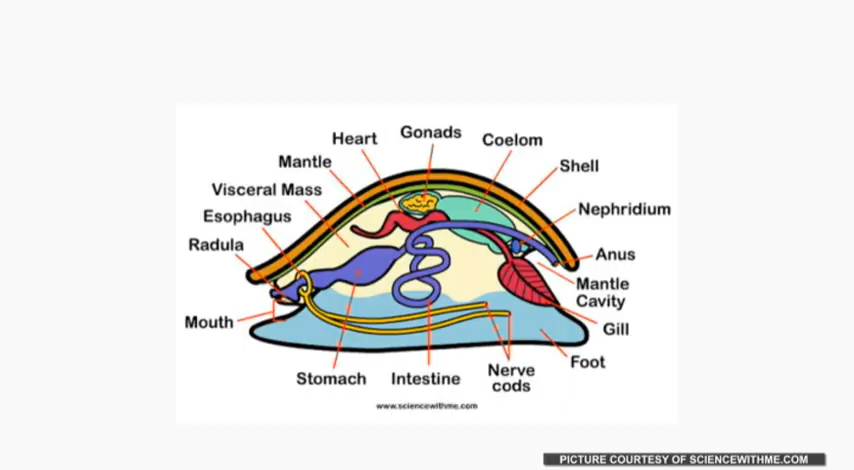 Heart
Gonads
Coelom
Mantle
Shell
Visceral Mass
Nephridium
Esophagus
Radula
Anus
Mantle
Cavity
Mouth
Gill
Foot
Stomach
Intestine
Nerve
cods
www.sciencewithme.com
PICTURE COURTESY OF SCIENCEWITHME.COM